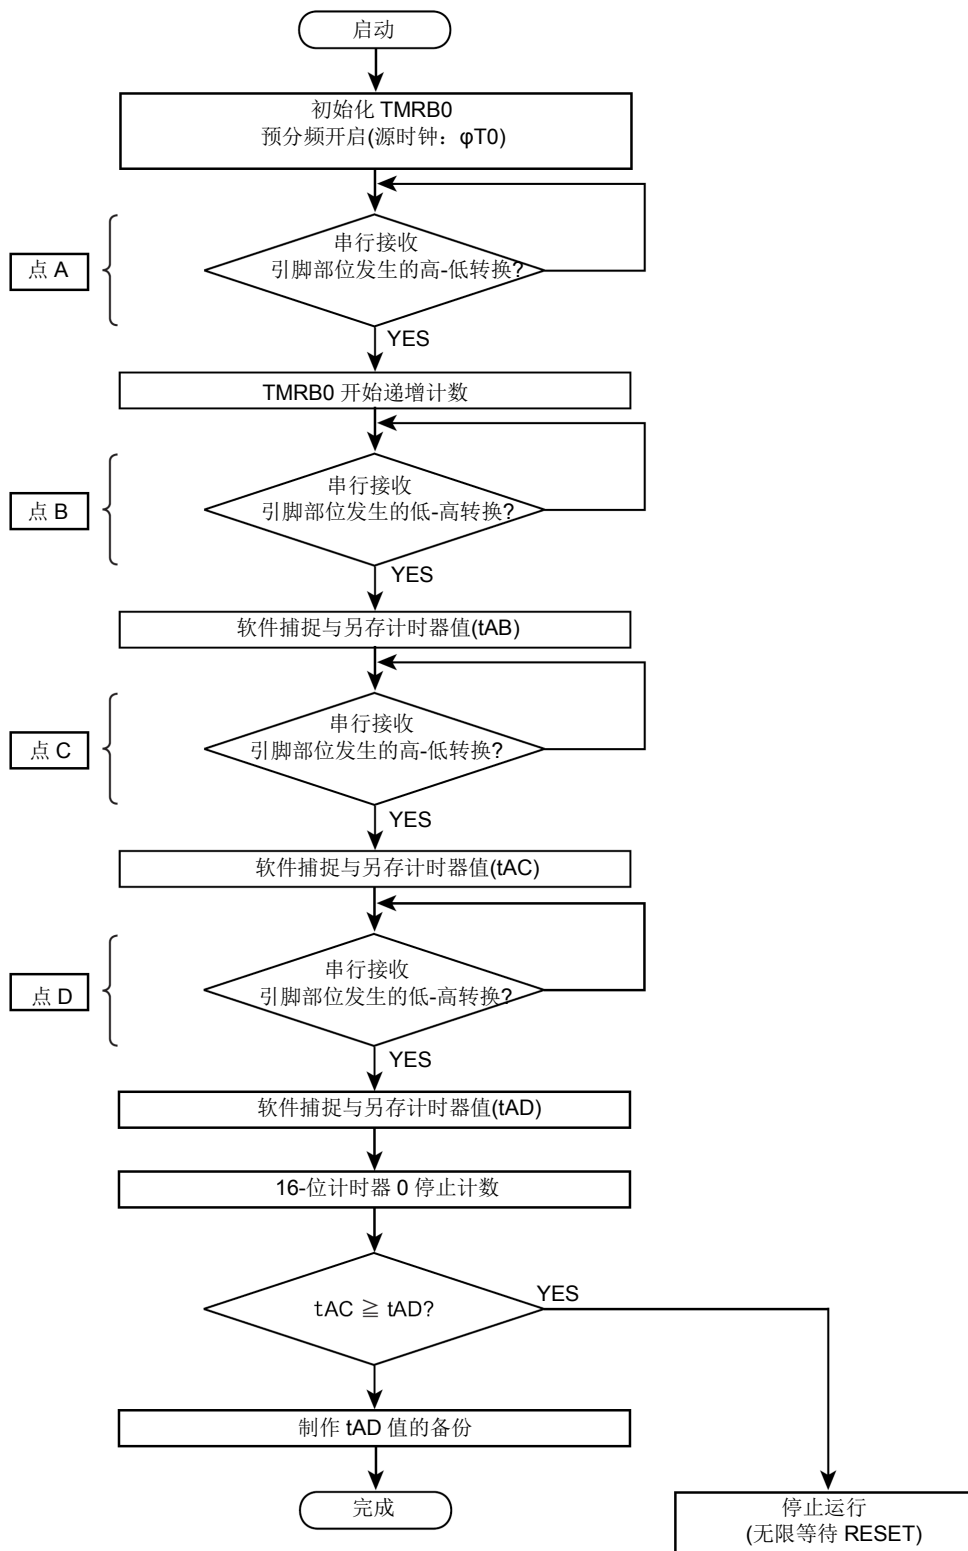 启动
初始化 TMRB0
预分频开启(源时钟：φT0)
点 A
串行接收
引脚部位发生的高-低转换?
YES
TMRB0 开始递增计数
点 B
串行接收
引脚部位发生的低-高转换?
YES
软件捕捉与另存计时器值(tAB)
点 C
串行接收
引脚部位发生的高-低转换?
YES
软件捕捉与另存计时器值(tAC)
点 D
串行接收
引脚部位发生的低-高转换?
YES
软件捕捉与另存计时器值(tAD)
16-位计时器 0 停止计数
tAC ≧ tAD?
YES
制作 tAD 值的备份
完成
停止运行
(无限等待 RESET)